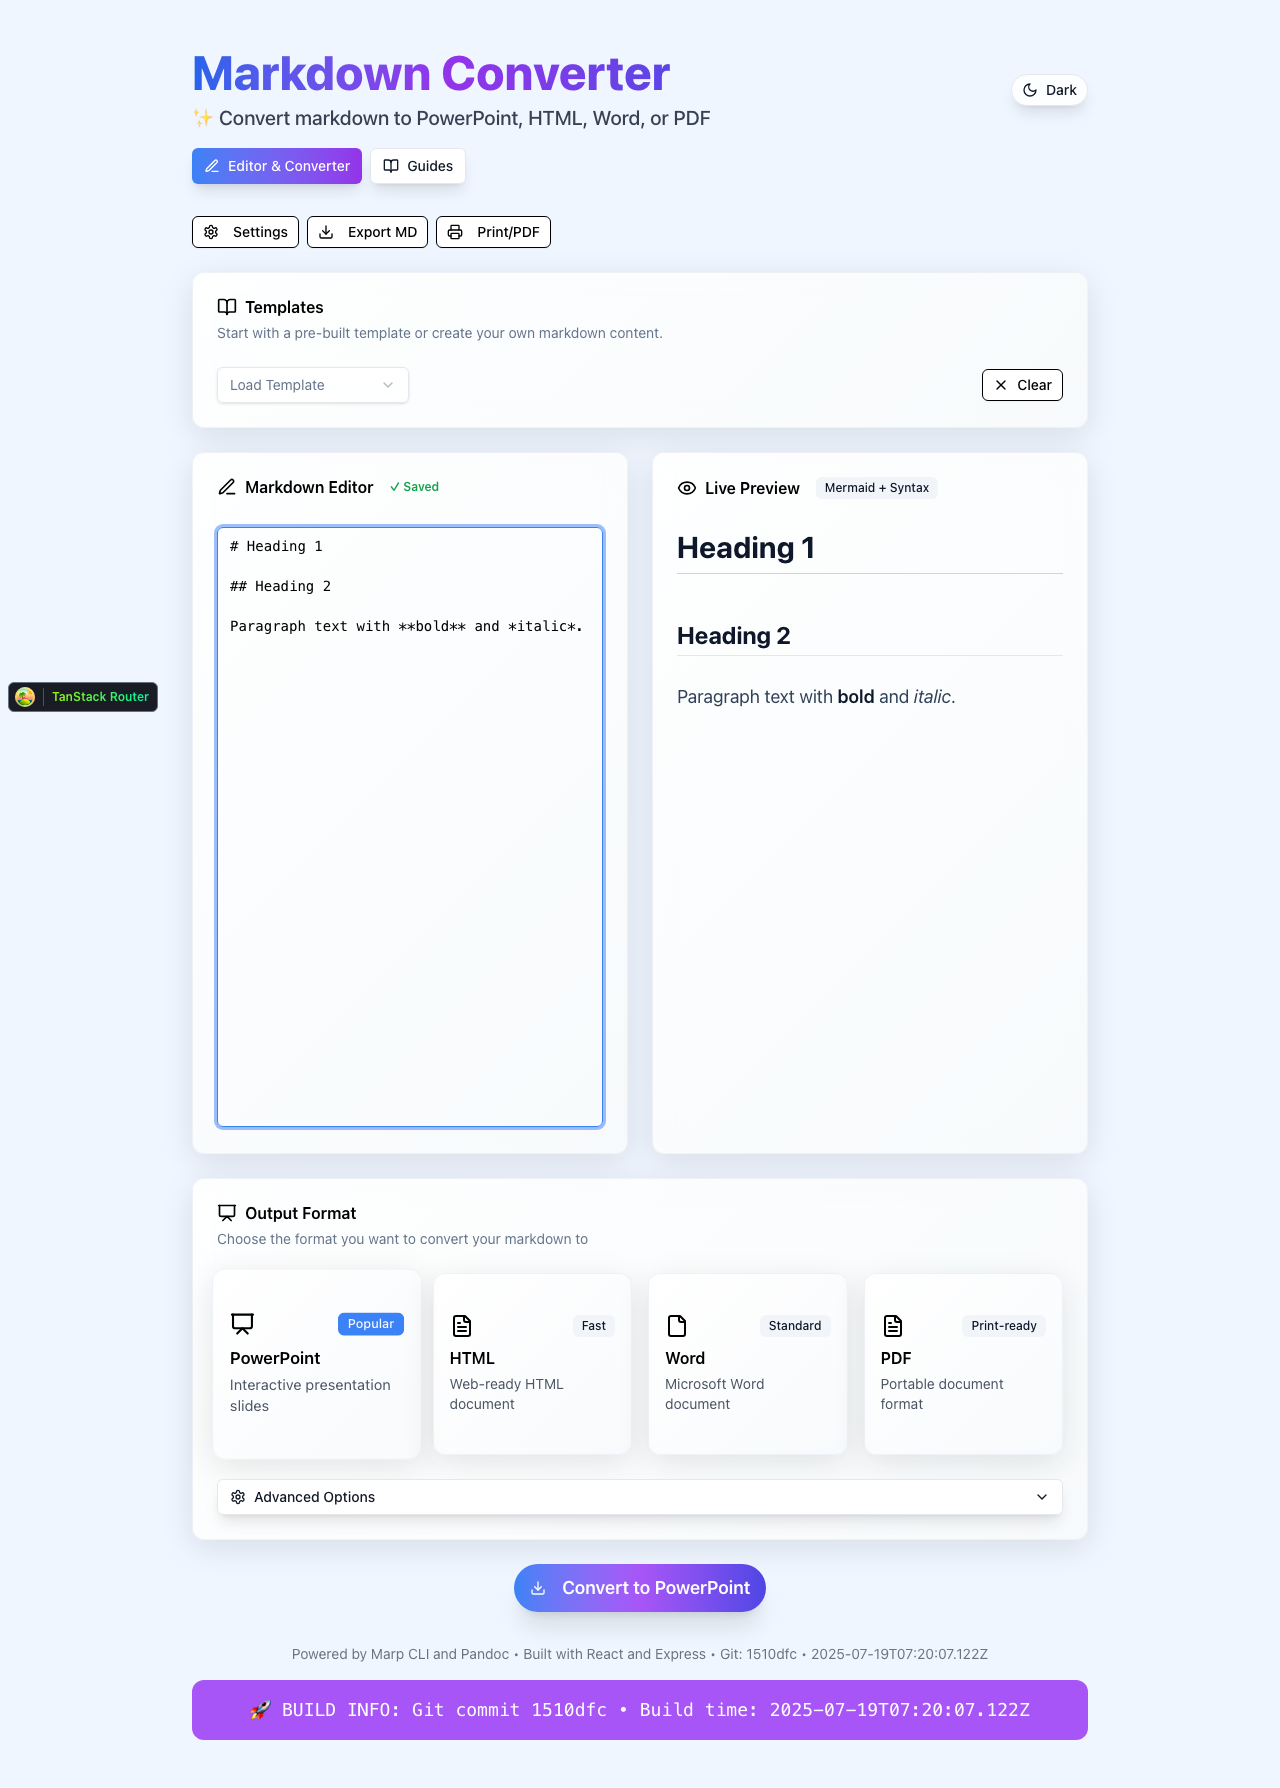 Markdown Converter
Dark
✨ Convert markdown to PowerPoint, HTML, Word, or PDF
Editor & Converter
Guides
Settings
Export MD
Print/PDF
Templates
Start with a pre-built template or create your own markdown content.
Load Template
Clear
Markdown Editor
✓ Saved
# Heading 1
## Heading 2
Paragraph text with **bold** and *italic*.
Live Preview
Mermaid + Syntax
Heading 1
Heading 2
Paragraph text with bold and italic.
TanStack Router
Output Format
Choose the format you want to convert your markdown to
Popular
PowerPoint
Interactive presentation
slides
Fast
HTML
Web-ready HTML
document
Standard
Word
Microsoft Word
document
Print-ready
PDF
Portable document
format
Advanced Options
Convert to PowerPoint
Powered by Marp CLI and Pandoc • Built with React and Express • Git: 1510dfc • 2025-07-19T07:20:07.122Z
🚀 BUILD INFO: Git commit 1510dfc • Build time: 2025-07-19T07:20:07.122Z